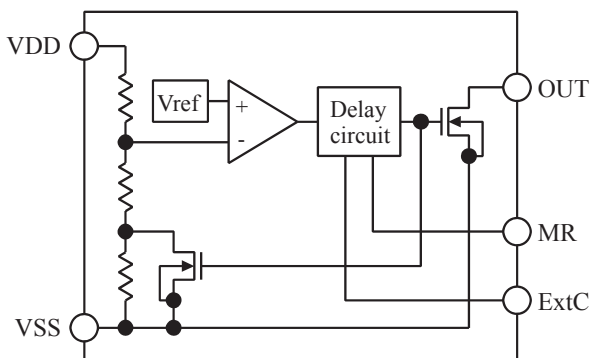 VDD
OUT
Vref
+
-
Delay
circuit
MR
ExtC
VSS